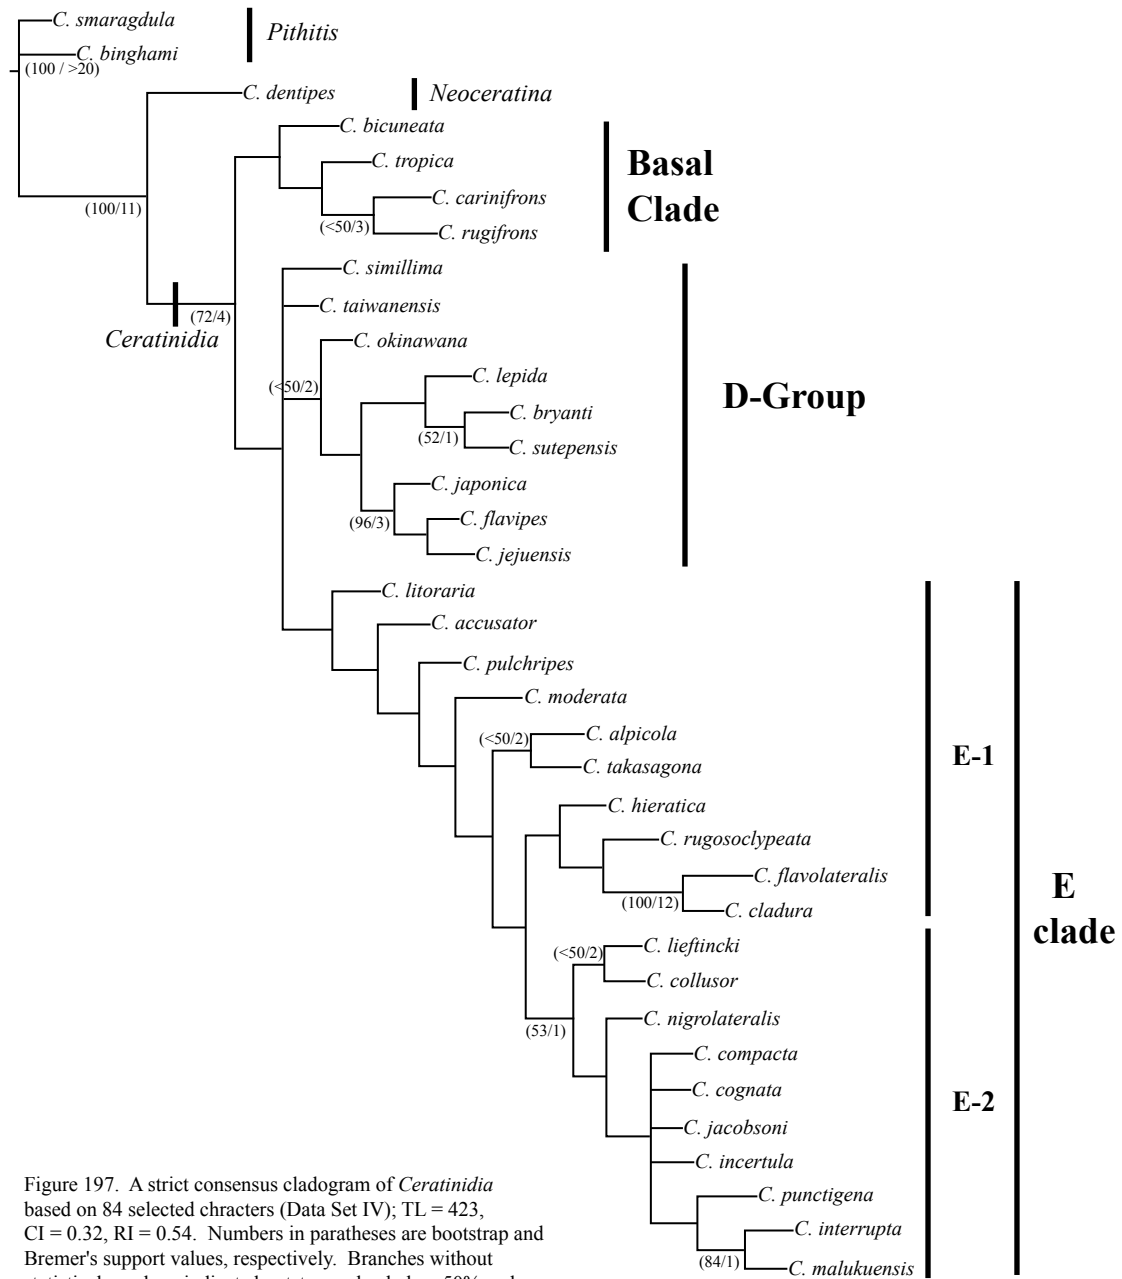 C. smaragdula
Pithitis
C. binghami
(100 / >20)
C. dentipes
Neoceratina
C. bicuneata
C. tropica
Basal
Clade
C. carinifrons
(100/11)
(<50/3)
C. rugifrons
C. simillima
C. taiwanensis
(72/4)
Ceratinidia
C. okinawana
C. lepida
(<50/2)
D-Group
C. bryanti
(52/1)
C. sutepensis
C. japonica
(96/3)
C. flavipes
C. jejuensis
C. litoraria
C. accusator
C. pulchripes
C. moderata
C. alpicola
(<50/2)
E-1
C. takasagona
C. hieratica
C. rugosoclypeata
C. flavolateralis
E
clade
(100/12)
C. cladura
C. lieftincki
(<50/2)
C. collusor
C. nigrolateralis
(53/1)
C. compacta
C. cognata
E-2
C. jacobsoni
C. incertula
C. punctigena
C. interrupta
(84/1)
C. malukuensis
Figure 197. A strict consensus cladogram of Ceratinidia
based on 84 selected chracters (Data Set IV); TL = 423,
CI = 0.32, RI = 0.54. Numbers in paratheses are bootstrap and
Bremer's support values, respectively. Branches without